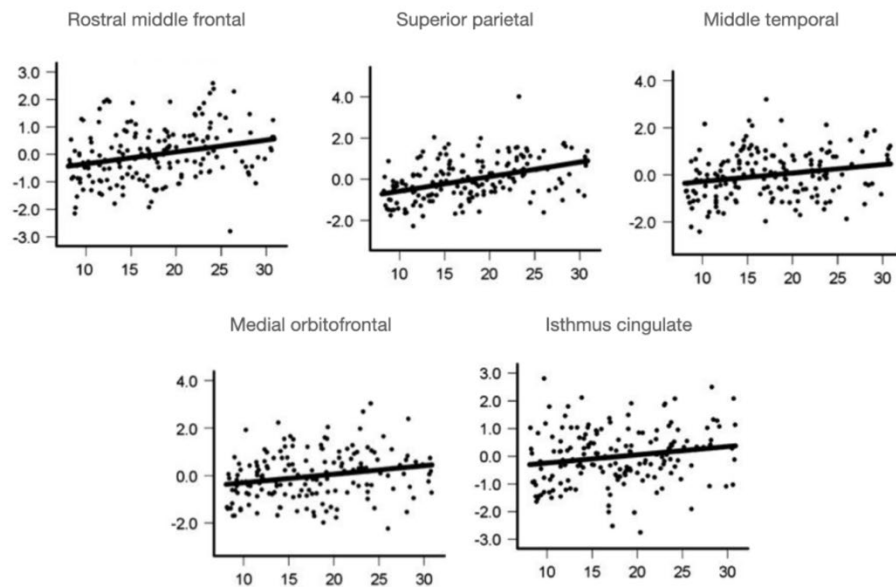 Rostral middle frontal
Superior parietal
Middle temporal
3.0
2.0
1.0
0.0
-1.0
-2.0
-3.0
10 15 20 25 30
4.0
2.0
0.0
-2.0
10 15 20 25 30
4.0
2.0
0.0
-2.0
10 15 20 25 30
Medial orbitofrontal
Isthmus cingulate
4.0
2.0
0.0
-2.0
10 15 20 25 30
3.0
2.0
1.0
0.0
-1.0
-2.0
-3.0
10 15 20 25 30